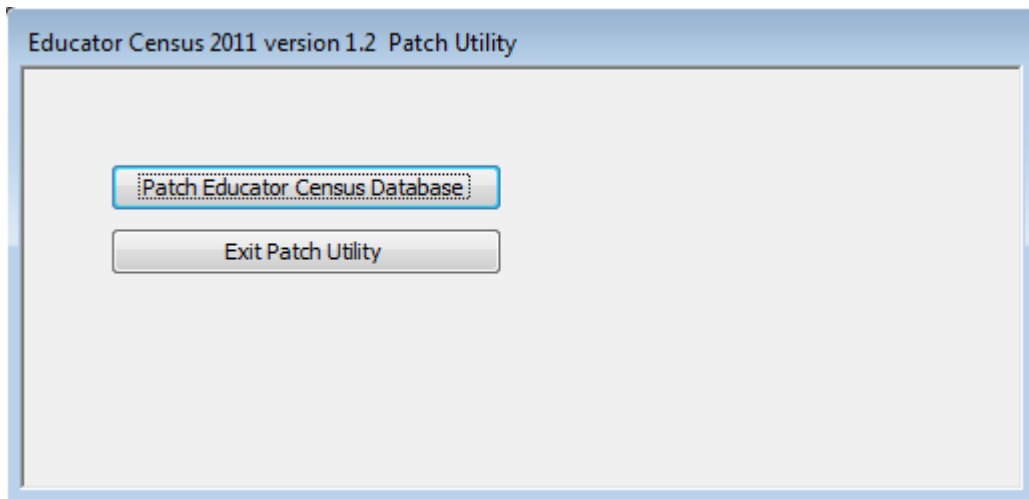 Educator Census 2011 version 1.2  Patch Utility
Patch Educator Census Database
Exit Patch Utility